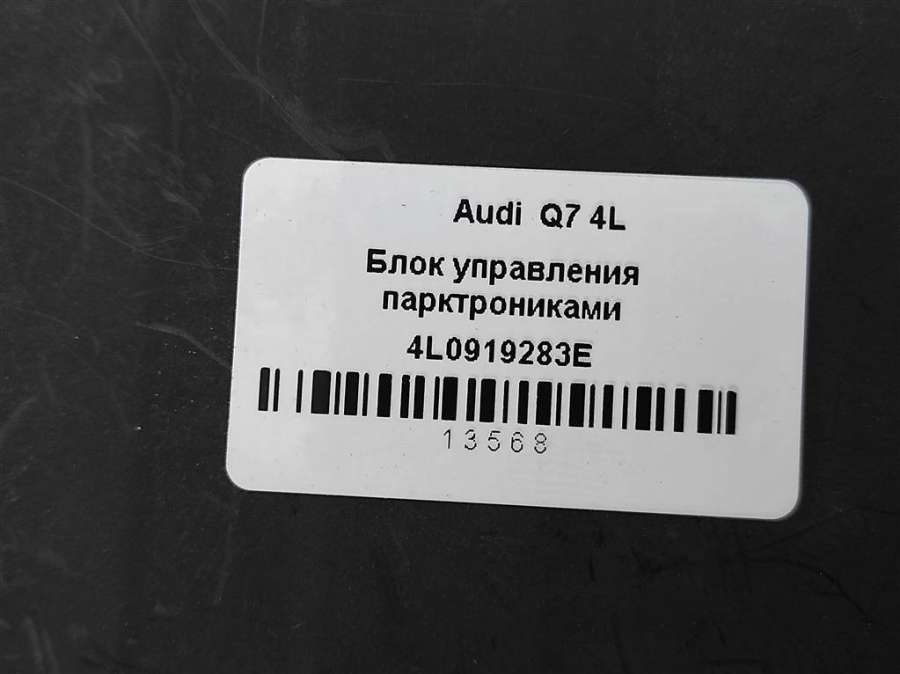 Audi Q7 4L
Блок управления
парктрониками
4L0919283E
13568